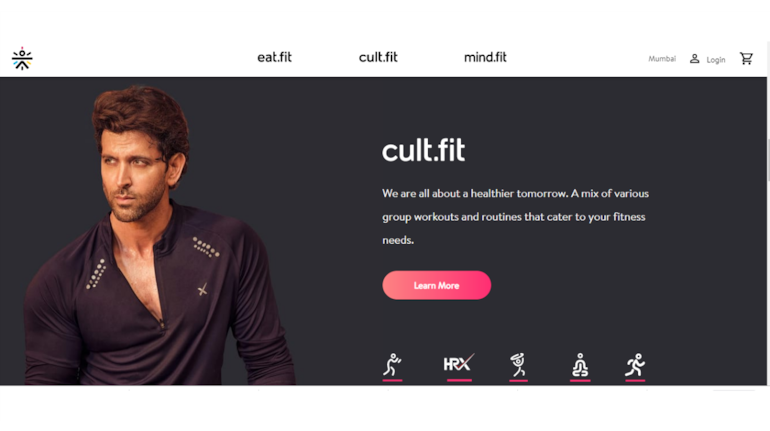 eat.fit
cult.fit
mind.fit
Mumbai
Login
cult.fit
We are all about a healthier tomorrow. A mix of various
group workouts and routines that cater to your fitness
needs.
Learn More
HRX